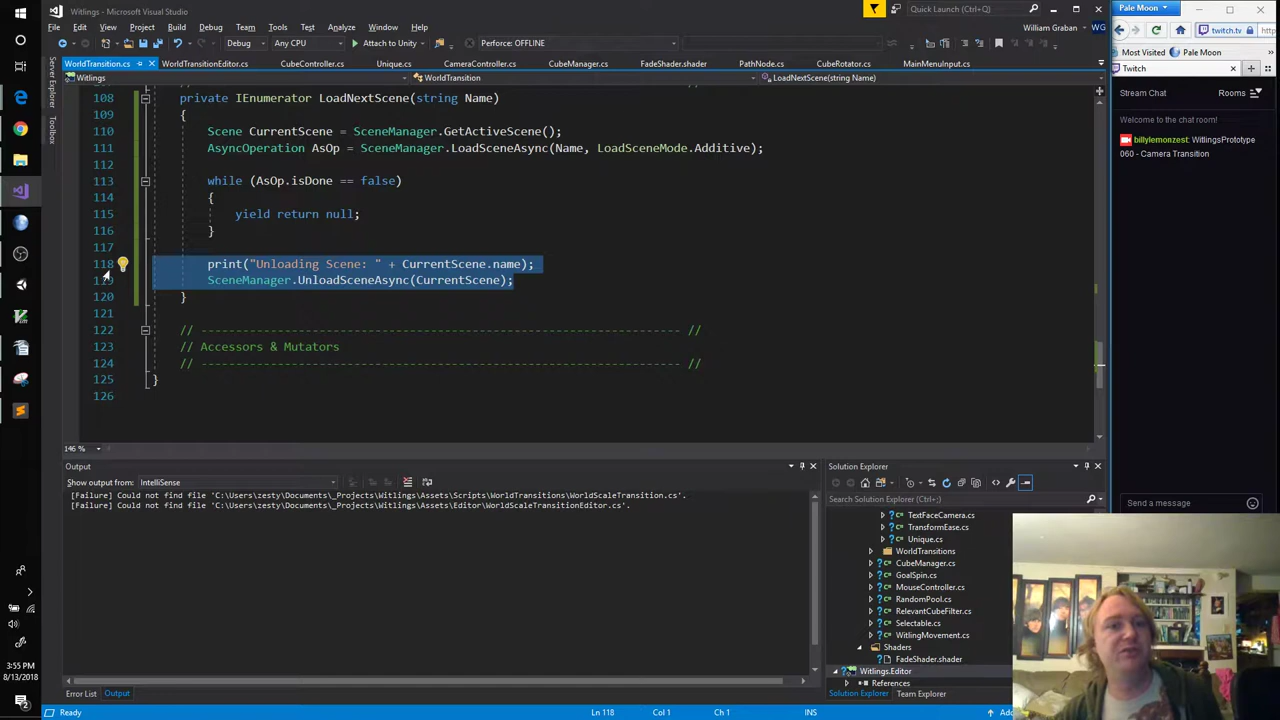 Witlings - Microsoft Visual Studio
Quick Launch (Ctrl+Q)
File Edit View Project Build Debug Team Tools Test Analyze Window Help
William Graban WG
Debug Any CPU Attach to Unity Perforce: OFFLINE
WorldTransition.cs WorldTransitionEditor.cs CubeController.cs Unique.cs CameraController.cs CubeManager.cs FadeShader.shader PathNode.cs CubeRotator.cs MainMenuInput.cs
Witlings WorldTransition LoadNextScene(string Name)
Server Explorer
Toolbox
108 private IEnumerator LoadNextScene(string Name)
109 {
110 Scene CurrentScene = SceneManager.GetActiveScene();
111 AsyncOperation AsOp = SceneManager.LoadSceneAsync(Name, LoadSceneMode.Additive);
112
113 while (AsOp.isDone == false)
114 {
115 yield return null;
116 }
117
118 print("Unloading Scene: " + CurrentScene.name);
119 SceneManager.UnloadSceneAsync(CurrentScene);
120 }
121
122 // --------------------------------------------------------------------- //
123 // Accessors & Mutators
124 // --------------------------------------------------------------------- //
125 }
126
146 %
Output
Show output from: IntelliSense
[Failure] Could not find file 'C:\Users\zesty\Documents\_Projects\Witlings\Assets\Scripts\WorldTransitions\WorldScaleTransition.cs'.
[Failure] Could not find file 'C:\Users\zesty\Documents\_Projects\Witlings\Assets\Editor\WorldScaleTransitionEditor.cs'.
Error List Output
Solution Explorer
Search Solution Explorer (Ctrl+;)
TextFaceCamera.cs
TransformEase.cs
Unique.cs
WorldTransitions
CubeManager.cs
GoalSpin.cs
MouseController.cs
RandomPool.cs
RelevantCubeFilter.cs
Selectable.cs
WitlingMovement.cs
Shaders
FadeShader.shader
Witlings.Editor
References
Solution Explorer Team Explorer
Ready Ln 118 Col 1 Ch 1 INS
3:55 PM
8/13/2018
2
Pale Moon
twitch.tv
Most Visited Pale Moon
Twitch
Stream Chat Rooms
Welcome to the chat room!
billylemonzest: WitlingsPrototype
060 - Camera Transition
Send a message